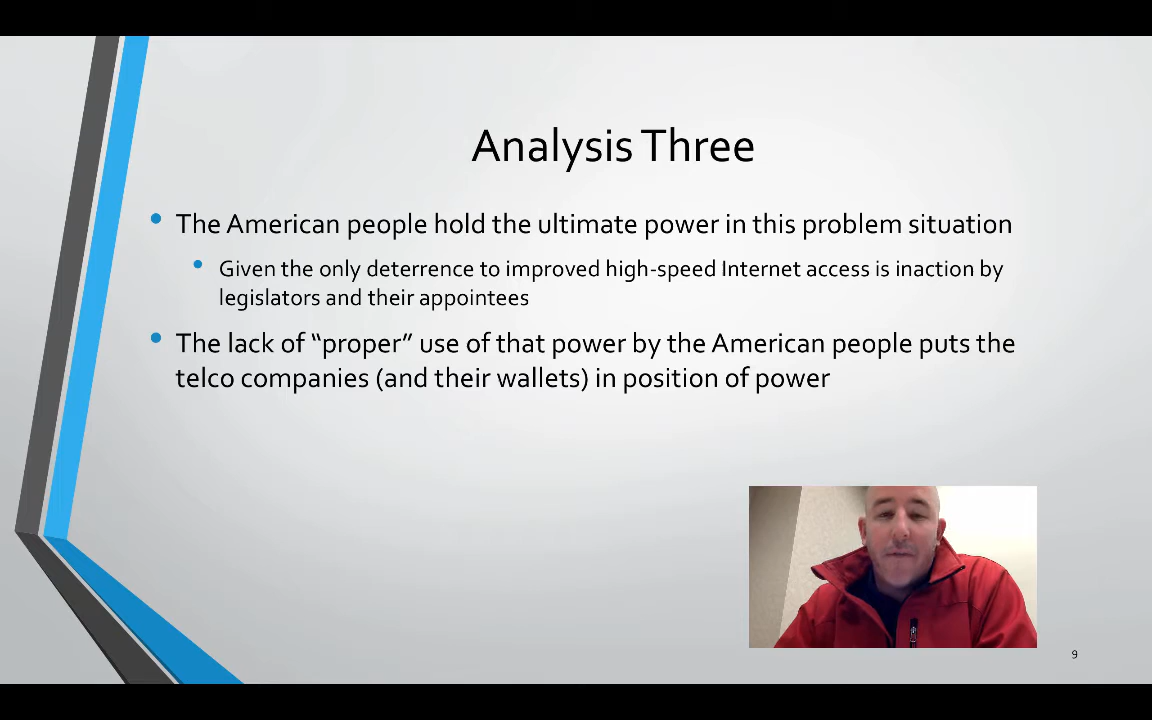 Analysis Three
The American people hold the ultimate power in this problem situation
Given the only deterrence to improved high-speed Internet access is inaction by
legislators and their appointees
The lack of “proper” use of that power by the American people puts the
telco companies (and their wallets) in position of power
9